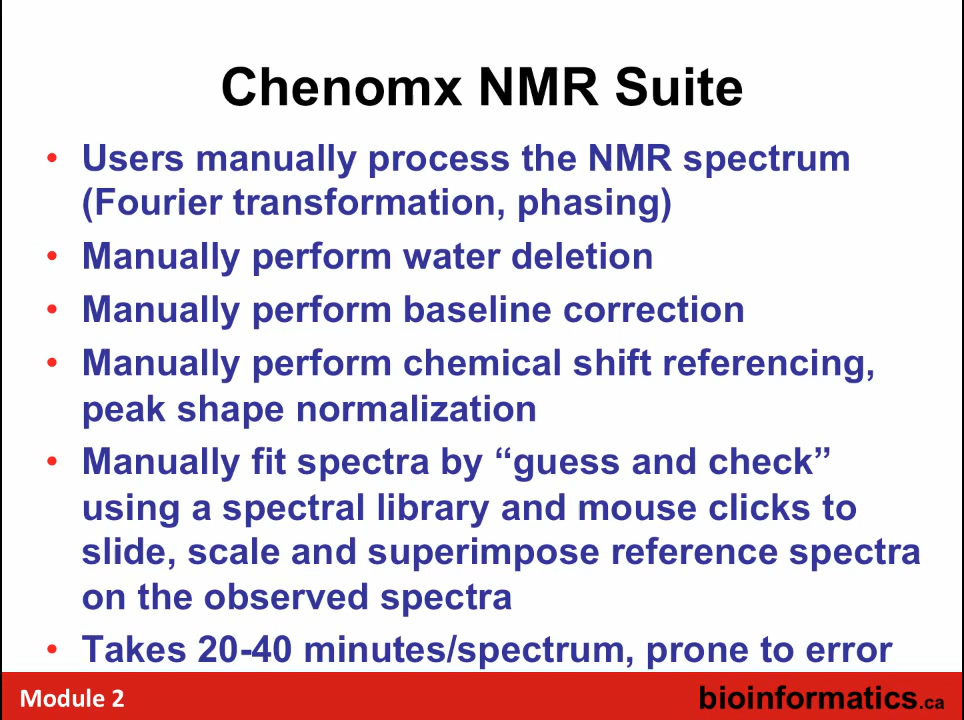 Chenomx NMR Suite
• Users manually process the NMR spectrum
(Fourier transformation, phasing)
• Manually perform water deletion
• Manually perform baseline correction
• Manually perform chemical shift referencing,
peak shape normalization
• Manually fit spectra by “guess and check”
using a spectral library and mouse clicks to
slide, scale and superimpose reference spectra
on the observed spectra
• Takes 20-40 minutes/spectrum, prone to error
Module 2
bioinformatics.ca